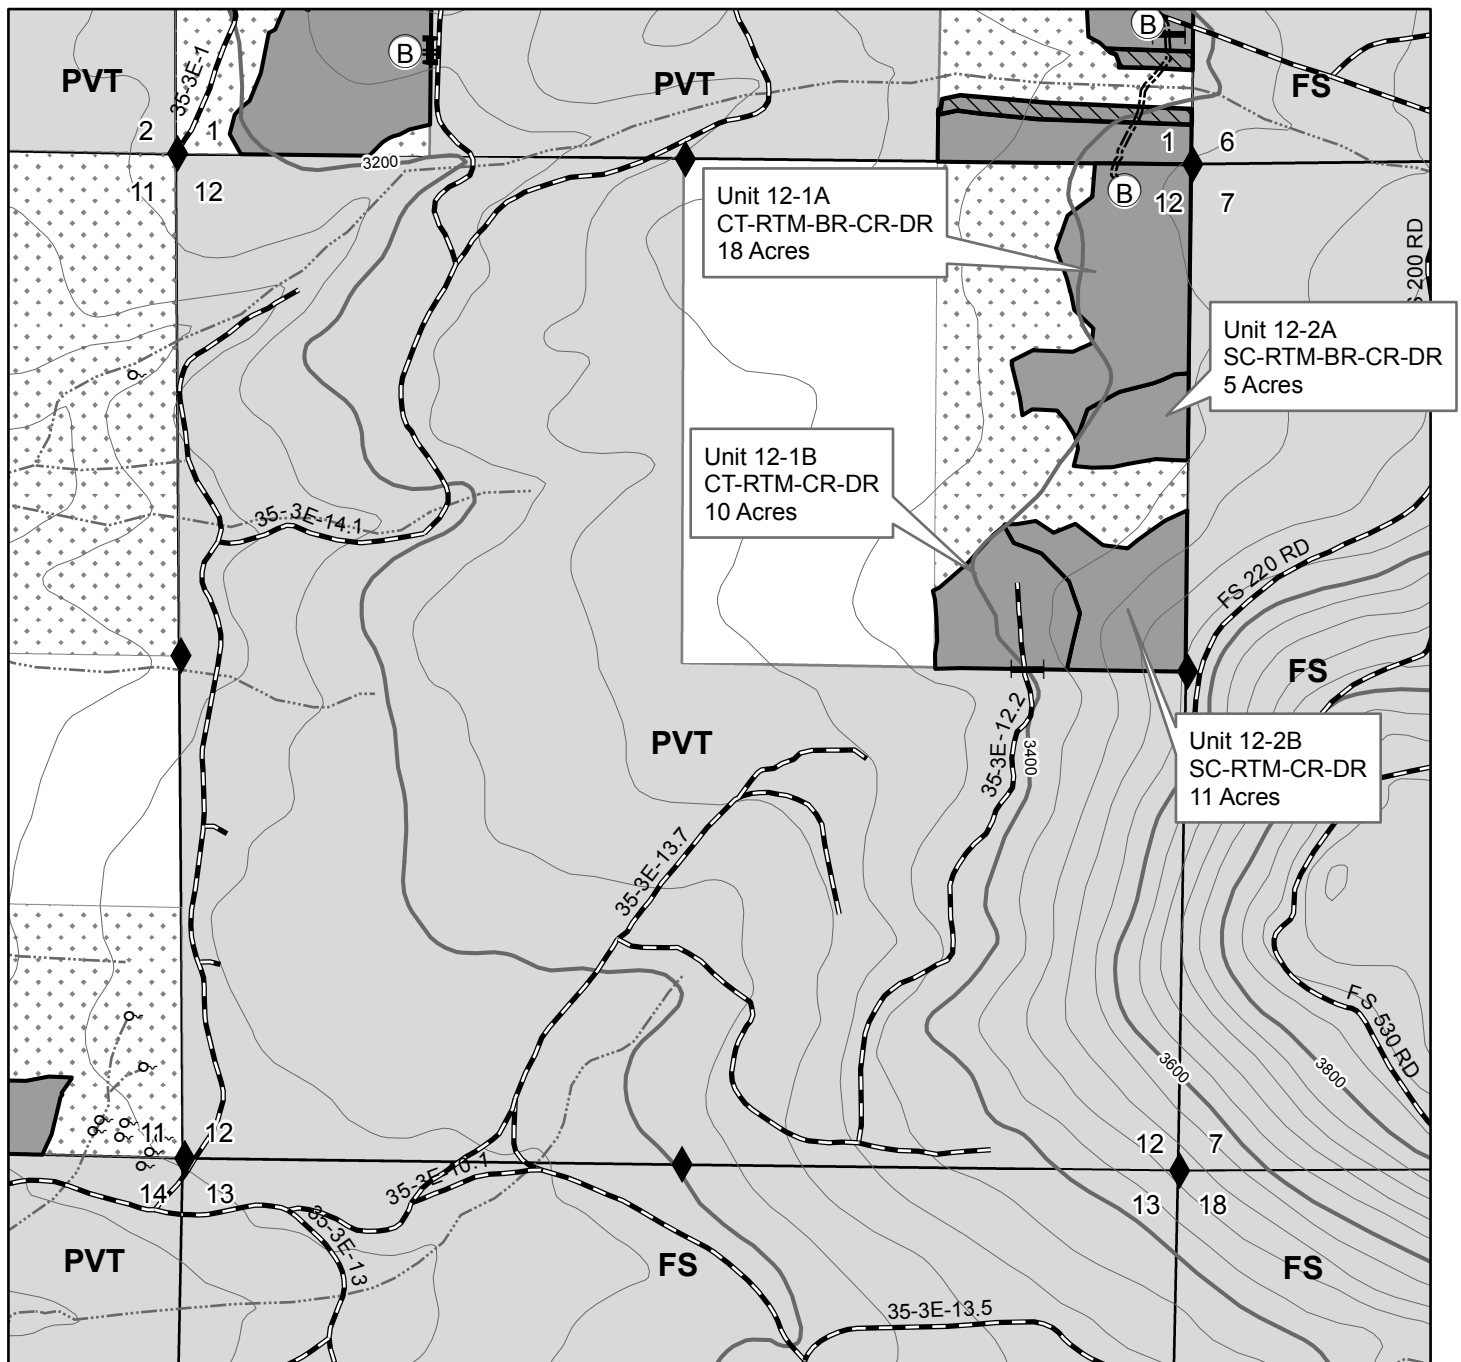 B
B
PVT
35-3E-1
PVT
FS
2
1
1
6
3200
11
12
B
12
7
Unit 12-1A
CT-RTM-BR-CR-DR
18 Acres
200 RD
Unit 12-2A
SC-RTM-BR-CR-DR
5 Acres
Unit 12-1B
CT-RTM-CR-DR
10 Acres
35-3E-14.1
FS 220 RD
FS
PVT
35-3E-12.2
3400
Unit 12-2B
SC-RTM-CR-DR
11 Acres
35-3E-13.7
FS 530 RD
3600
3800
11
12
12
7
35-3E-10.7
14
13
13
18
35-3E-13
PVT
FS
FS
35-3E-13.5